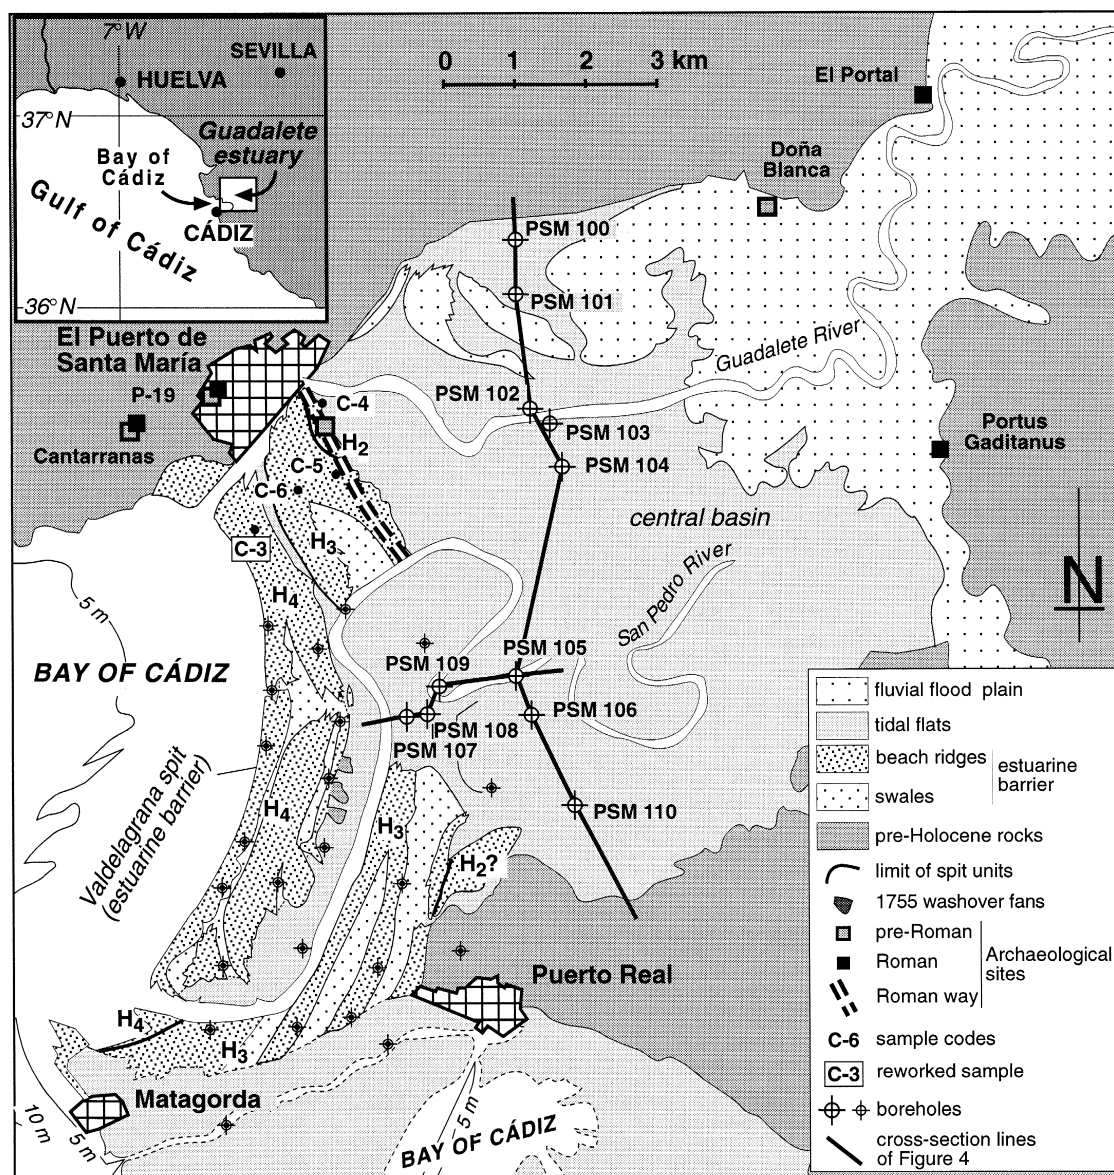 7°W
SEVILLA
HUELVA
37°N
Guadalete
estuary
Bay of
Cádiz
Gulf of Cádiz
CÁDIZ
36°N
0 1 2 3 km
El Portal
Doña
Blanca
PSM 100
PSM 101
El Puerto de
Santa María
P-19
Cantarranas
Guadalete River
PSM 102
C-4
PSM 103
H2
PSM 104
Portus
Gaditanus
C-5
C-6
central basin
C-3
H3
N
San Pedro River
5 m
H4
BAY OF CÁDIZ
PSM 105
PSM 109
PSM 106
PSM 108
PSM 107
Valdelagrana spit
(estuarine barrier)
H4
H3
PSM 110
H2?
Puerto Real
H4
H3
Matagorda
10 m
5 m
5 m
BAY OF CÁDIZ
fluvial flood plain
tidal flats
beach ridges
estuarine
barrier
swales
pre-Holocene rocks
limit of spit units
1755 washover fans
pre-Roman
Roman
Archaeological
sites
Roman way
C-6 sample codes
C-3 reworked sample
boreholes
cross-section lines
of Figure 4